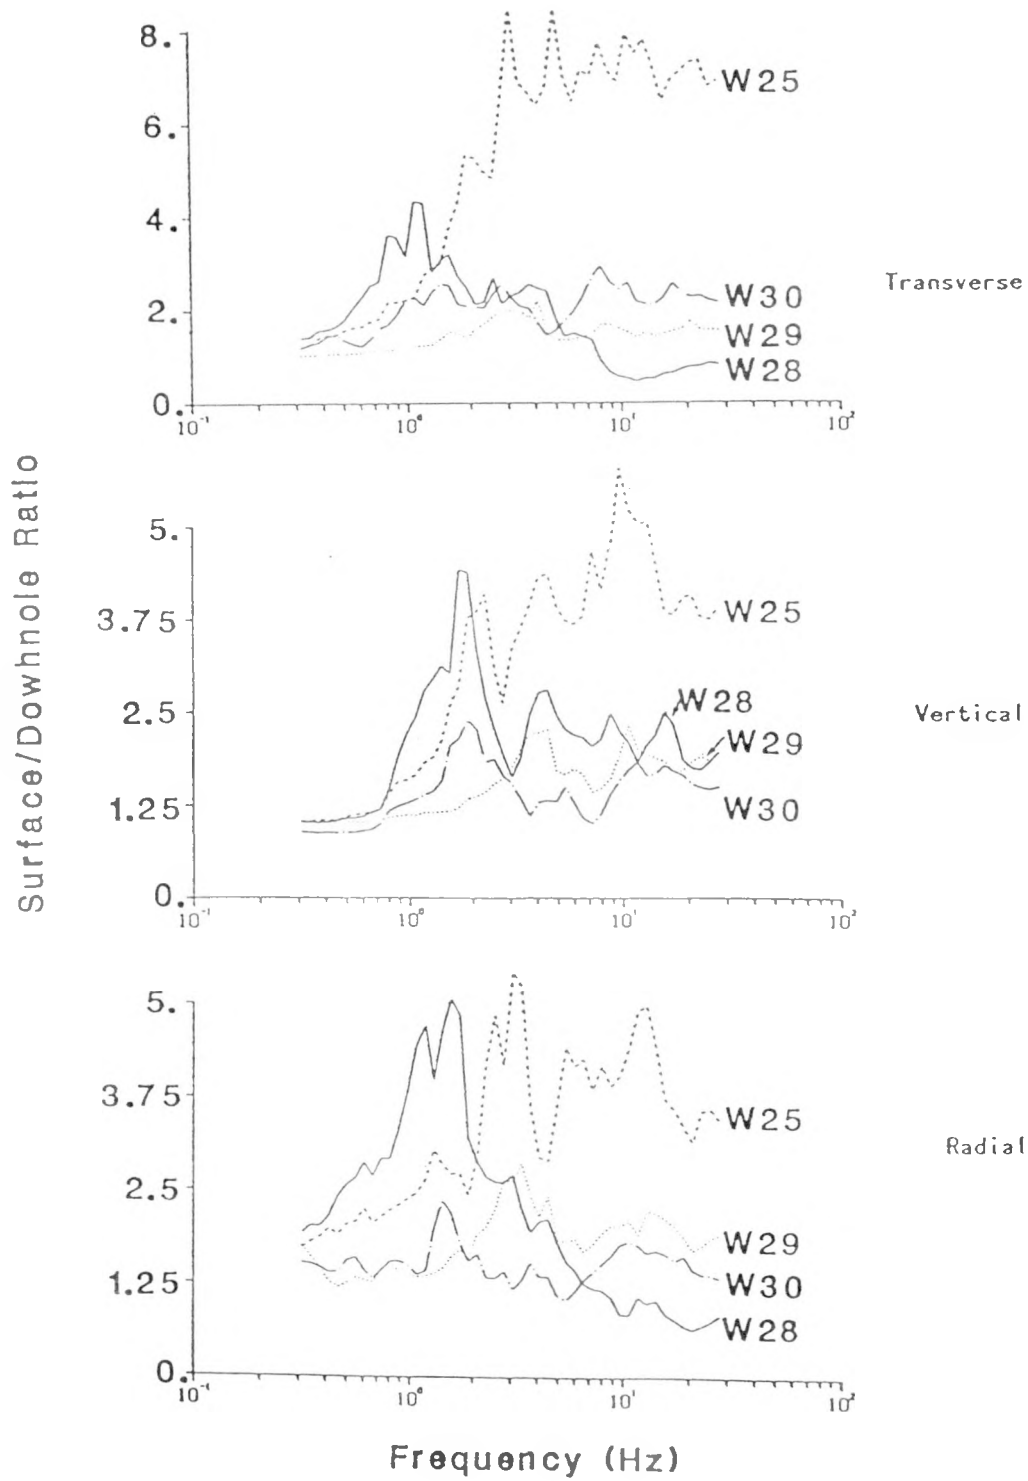 8.
W25
6.
4.
Transverse
W30
2.
W29
W28
0.
10⁻¹
10⁰
10¹
10²
Surface/Dowhnole Ratio
5.
3.75
W25
2.5
W28
Vertical
W29
1.25
W30
0.
10⁻¹
10⁰
10¹
10²
5.
3.75
W25
Radial
2.5
W29
1.25
W30
W28
0.
10⁻¹
10⁰
10¹
10²
Frequency (Hz)